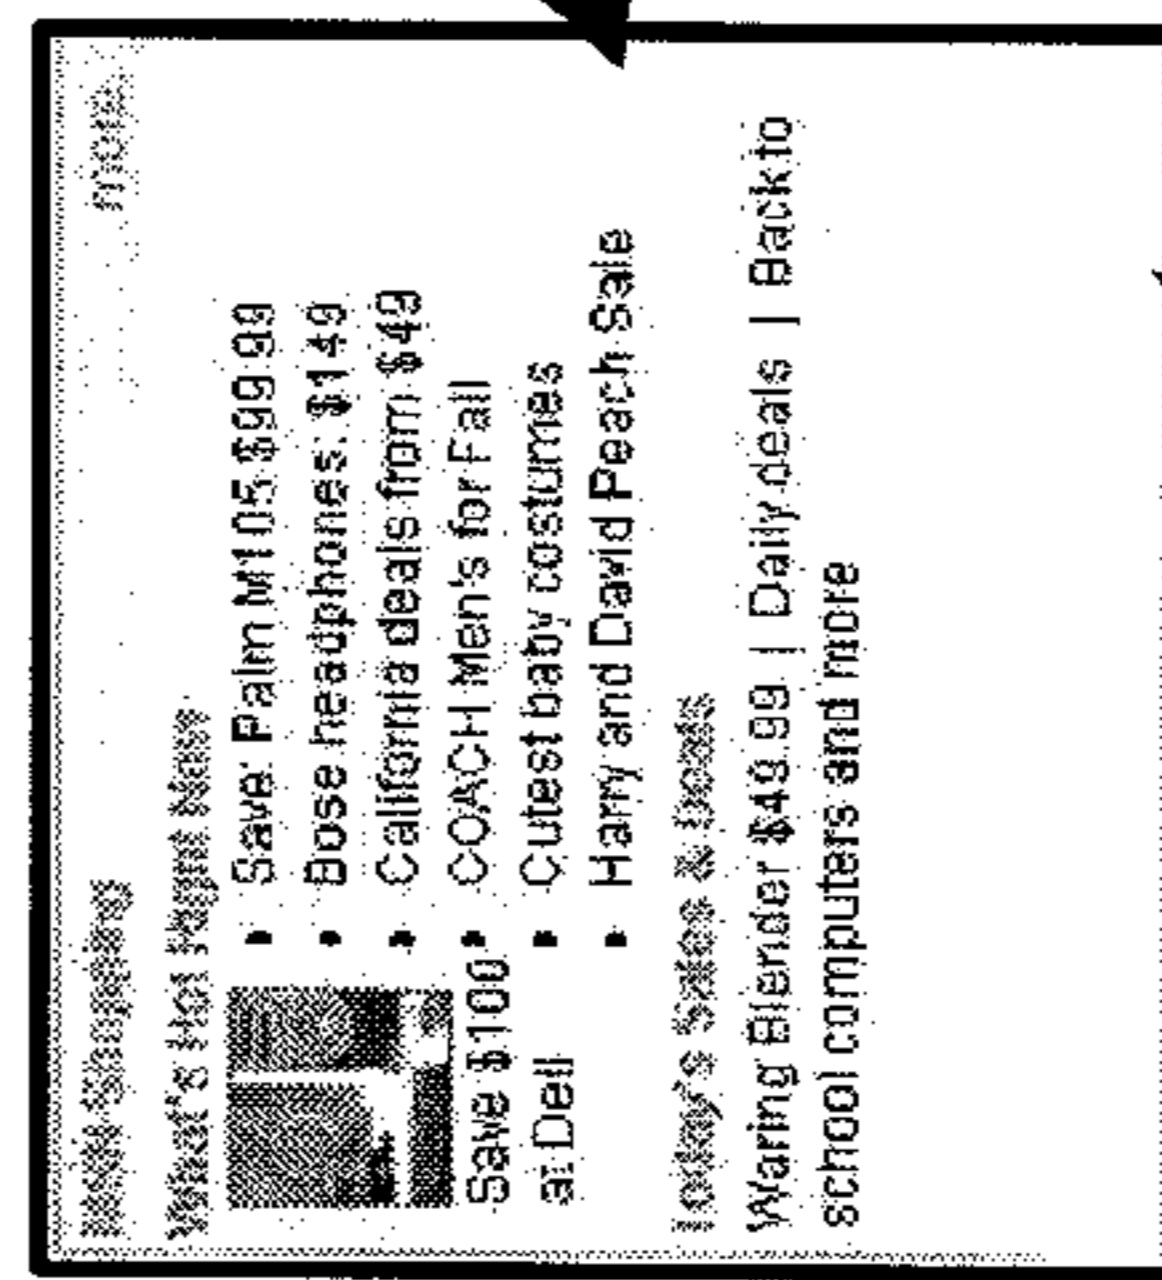 Shopping more
What's Hot Right Now
• Save: Palm M105 $99.99
• Bose headphones: $149
• California deals from $49
• COACH Men's for Fall
• Cutest baby costumes
• Harry and David Peach Sale
Save $100
at Dell
Today's Sales & Deals
Waring Blender $49.99 | Daily deals | Back to
school computers and more